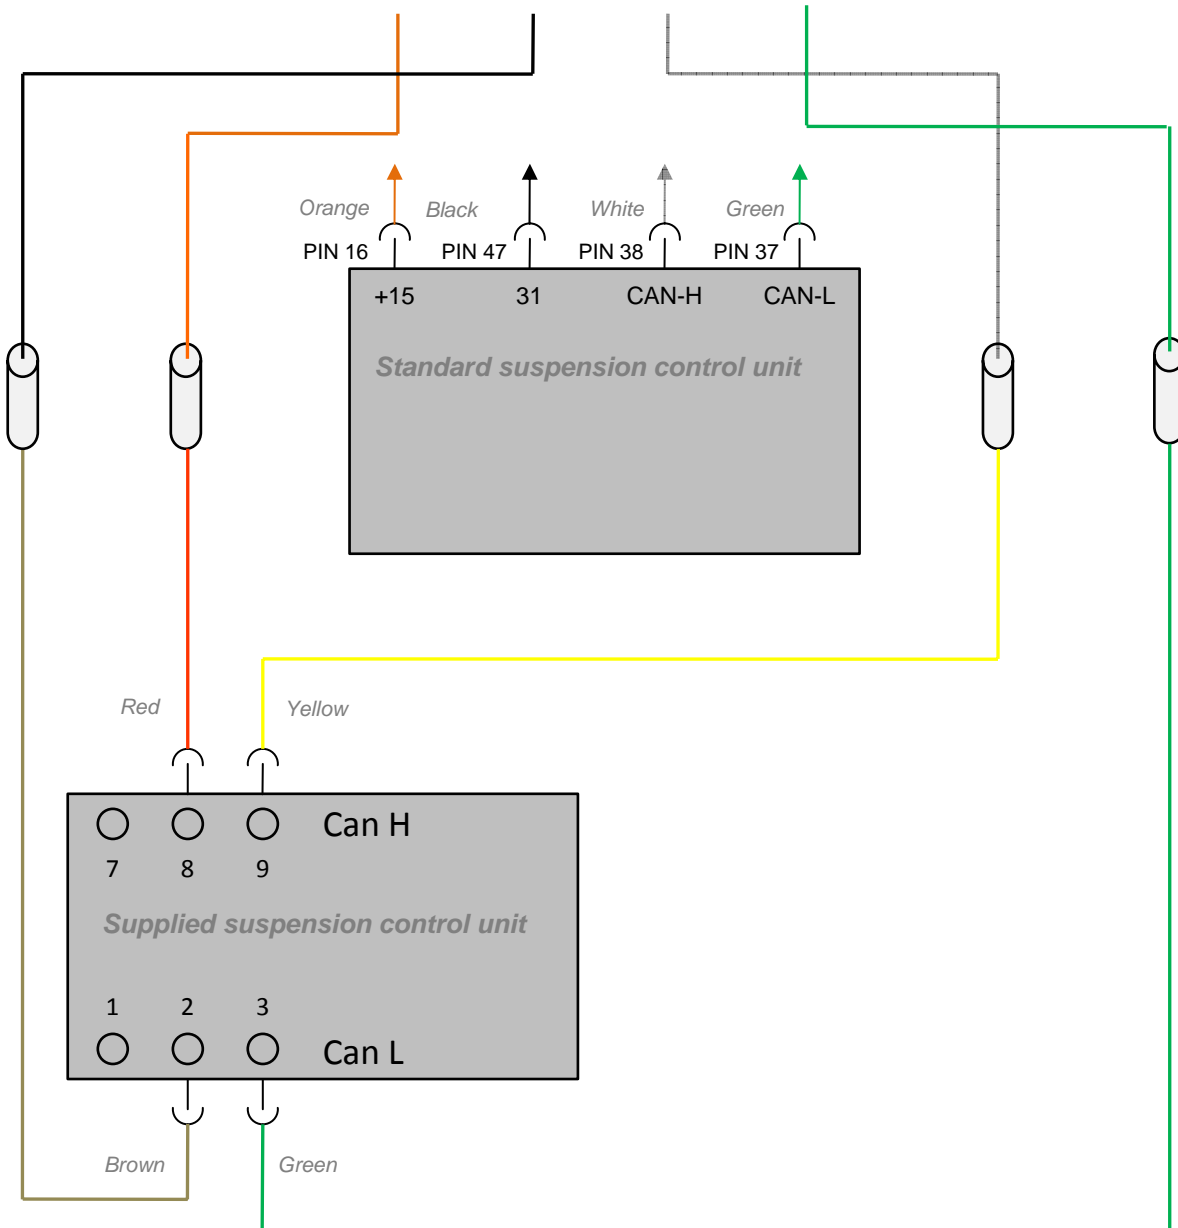 Orange Black White Green
PIN 16 PIN 47 PIN 38 PIN 37
+15 31 CAN-H CAN-L
Standard suspension control unit
Red Yellow
Can H
7 8 9
Supplied suspension control unit
1 2 3
Can L
Brown Green